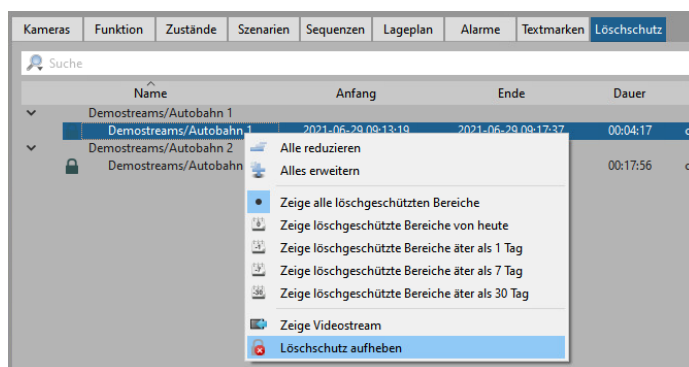 Kameras Funktion Zustände Szenarien Sequenzen Lageplan Alarme Textmarken Löschschutz
Suche
Name Anfang Ende Dauer
Demostreams/Autobahn 1
Demostreams/Autobahn 1 2021-06-29 09:13:19 2021-06-29 09:17:37 00:04:17
Demostreams/Autobahn 2
Demostreams/Autobahn 00:17:56
Alle reduzieren
Alles erweitern
Zeige alle löschgeschützten Bereiche
Zeige löschgeschützte Bereiche von heute
Zeige löschgeschützte Bereiche äter als 1 Tag
Zeige löschgeschützte Bereiche äter als 7 Tag
Zeige löschgeschützte Bereiche äter als 30 Tag
Zeige Videostream
Löschschutz aufheben